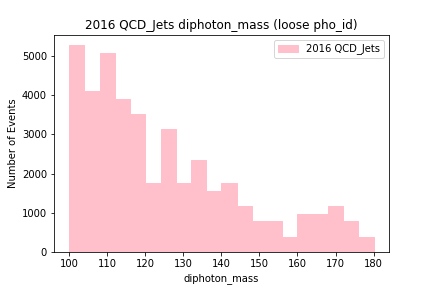 2016 QCD_Jets diphoton_mass (loose pho_id)
2016 QCD_Jets
Number of Events
5000
4000
3000
2000
1000
0
100 110 120 130 140 150 160 170 180
diphoton_mass